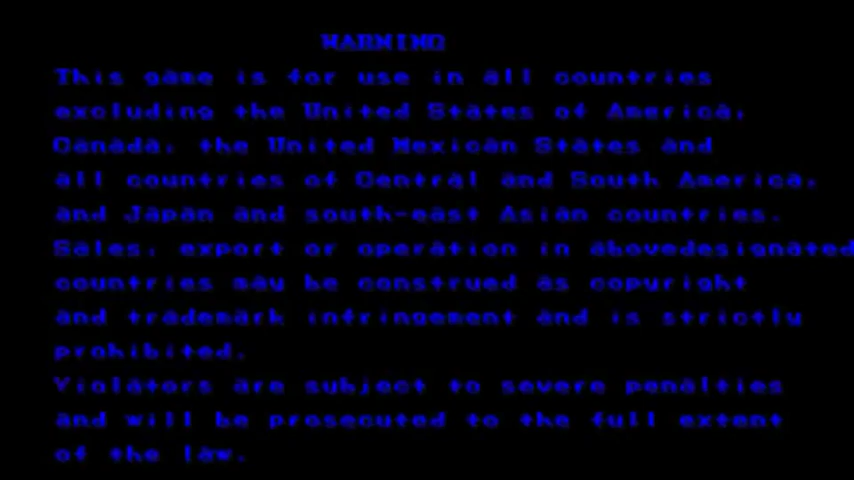 WARNING
This game is for use in all countries
excluding the United States of America,
Canada, the United Mexican States and
all countries of Central and South America,
and Japan and south-east Asian countries.
Sales, export or operation in abovedesignated
countries may be construed as copyright
and trademark infringement and is strictly
prohibited.
Violators are subject to severe penalties
and will be prosecuted to the full extent
of the law.